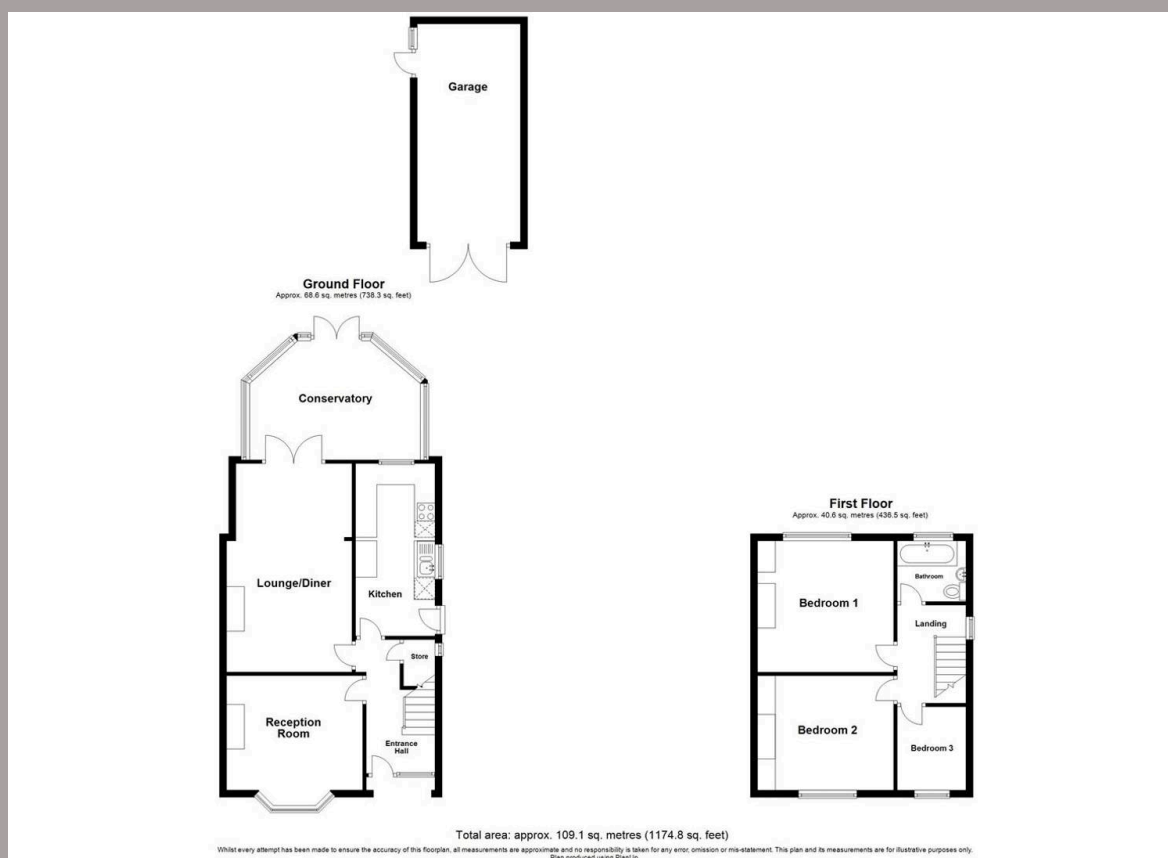 Garage
Ground Floor
Approx. 68.6 sq. metres (738.3 sq. feet)
Conservatory
Lounge/Diner
Kitchen
Store
Reception
Room
Entrance
Hall
First Floor
Approx. 40.6 sq. metres (436.5 sq. feet)
Bathroom
Bedroom 1
Landing
Bedroom 2
Bedroom 3
Total area: approx. 109.1 sq. metres (1174.8 sq. feet)
Whilst every attempt has been made to ensure the accuracy of this floorplan, all measurements are approximate and no responsibility is taken for any error, omission or mis-statement. This plan and its measurements are for illustrative purposes only.
Plan produced using PlanUp.